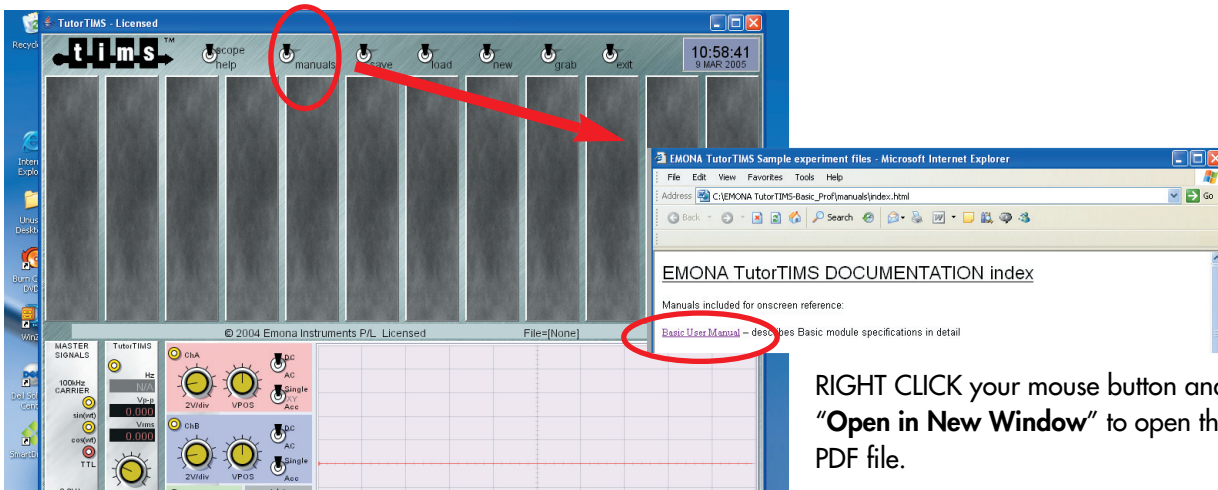 TutorTIMS - Licensed
Recycl
tims TM
scope
help
manuals
save
load
new
grab
exit
10:58:41
9 MAR 2005
Inter
Explo
Unus
Deskt
Burn C
DVD
Win
Dell So
Cent
SmartD
EMONA TutorTIMS Sample experiment files - Microsoft Internet Explorer
File Edit View Favorites Tools Help
Address C:\EMONA TutorTIMS-Basic_Prof\manuals\index.html Go
Back Search
EMONA TutorTIMS DOCUMENTATION index
Manuals included for onscreen reference:
Basic User Manual – describes Basic module specifications in detail
© 2004 Emona Instruments P/L Licensed File=[None]
MASTER
SIGNALS
100kHz
CARRIER
sin(wt)
cos(wt)
TTL
TutorTIMS
Hz
N/A
Vp-p
0.000
Vrms
0.000
ChA
2V/div VPOS
DC
AC
Single
XY
Acc
ChB
2V/div VPOS
DC
AC
Single
Acc
RIGHT CLICK your mouse button and
“Open in New Window” to open th
PDF file.